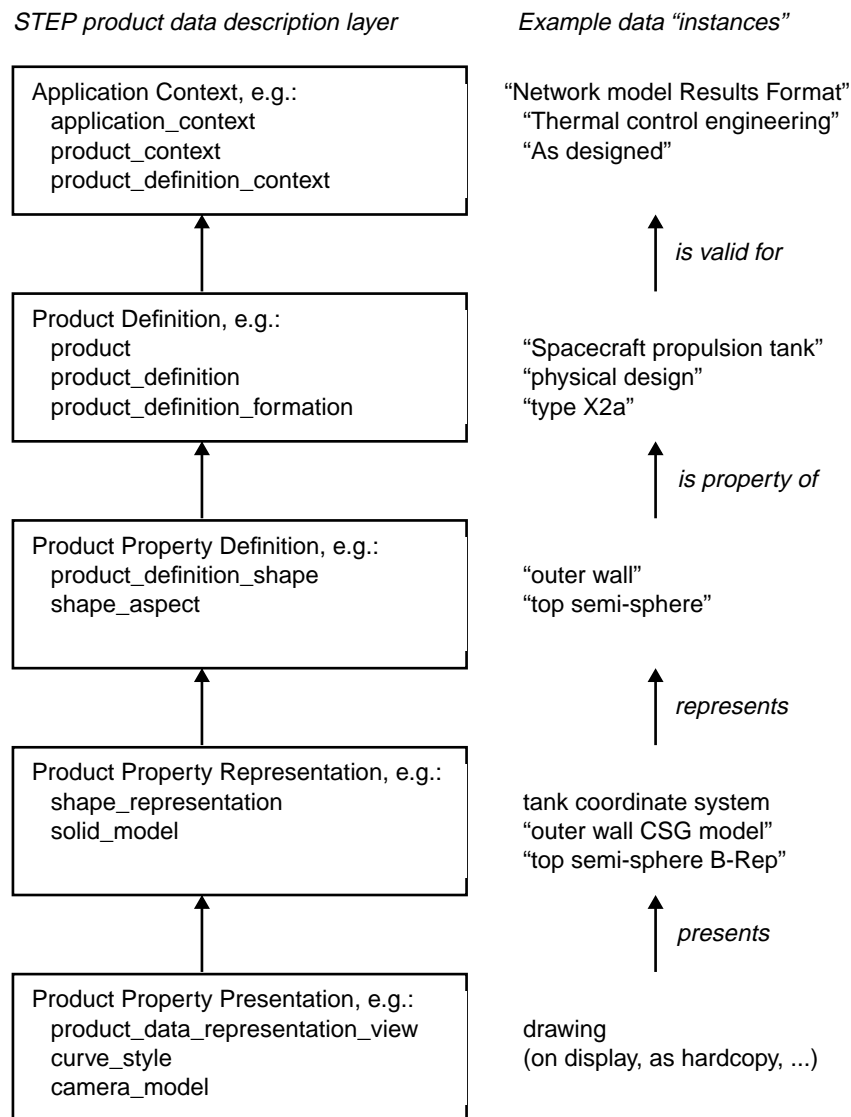 STEP product data description layer
Example data “instances”
Application Context, e.g.:
application_context
product_context
product_definition_context
“Network model Results Format”
“Thermal control engineering”
“As designed”
is valid for
Product Definition, e.g.:
product
product_definition
product_definition_formation
“Spacecraft propulsion tank”
“physical design”
“type X2a”
is property of
Product Property Definition, e.g.:
product_definition_shape
shape_aspect
“outer wall”
“top semi-sphere”
represents
Product Property Representation, e.g.:
shape_representation
solid_model
tank coordinate system
“outer wall CSG model”
“top semi-sphere B-Rep”
presents
Product Property Presentation, e.g.:
product_data_representation_view
curve_style
camera_model
drawing
(on display, as hardcopy, ...)